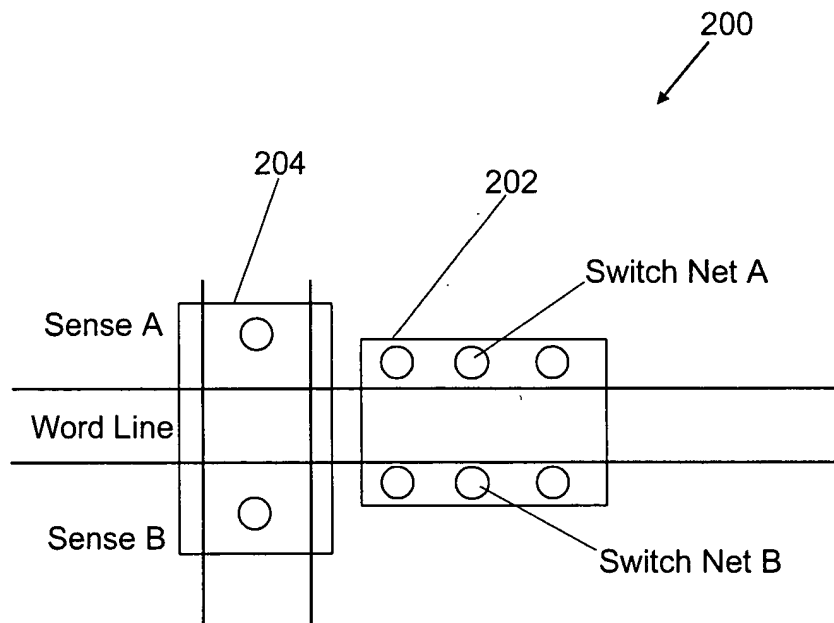 200
204
202
Switch Net A
Sense A
Word Line
Sense B
Switch Net B